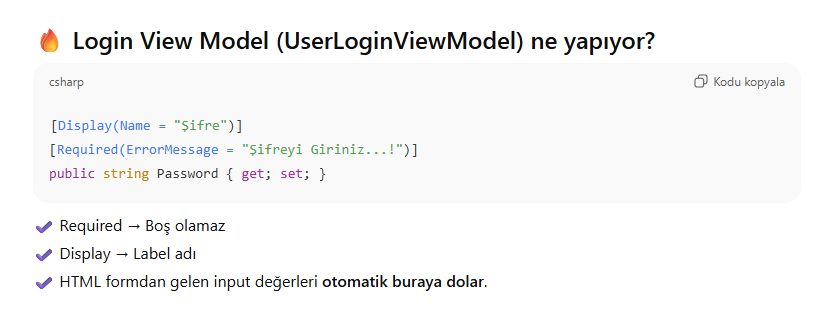 🔥 Login View Model (UserLoginViewModel) ne yapıyor?
csharp
Kodu kopyala
[Display(Name = "Şifre")]
[Required(ErrorMessage = "Şifreyi Giriniz...!")]
public string Password { get; set; }
✔ Required → Boş olamaz
✔ Display → Label adı
✔ HTML formdan gelen input değerleri otomatik buraya dolar.